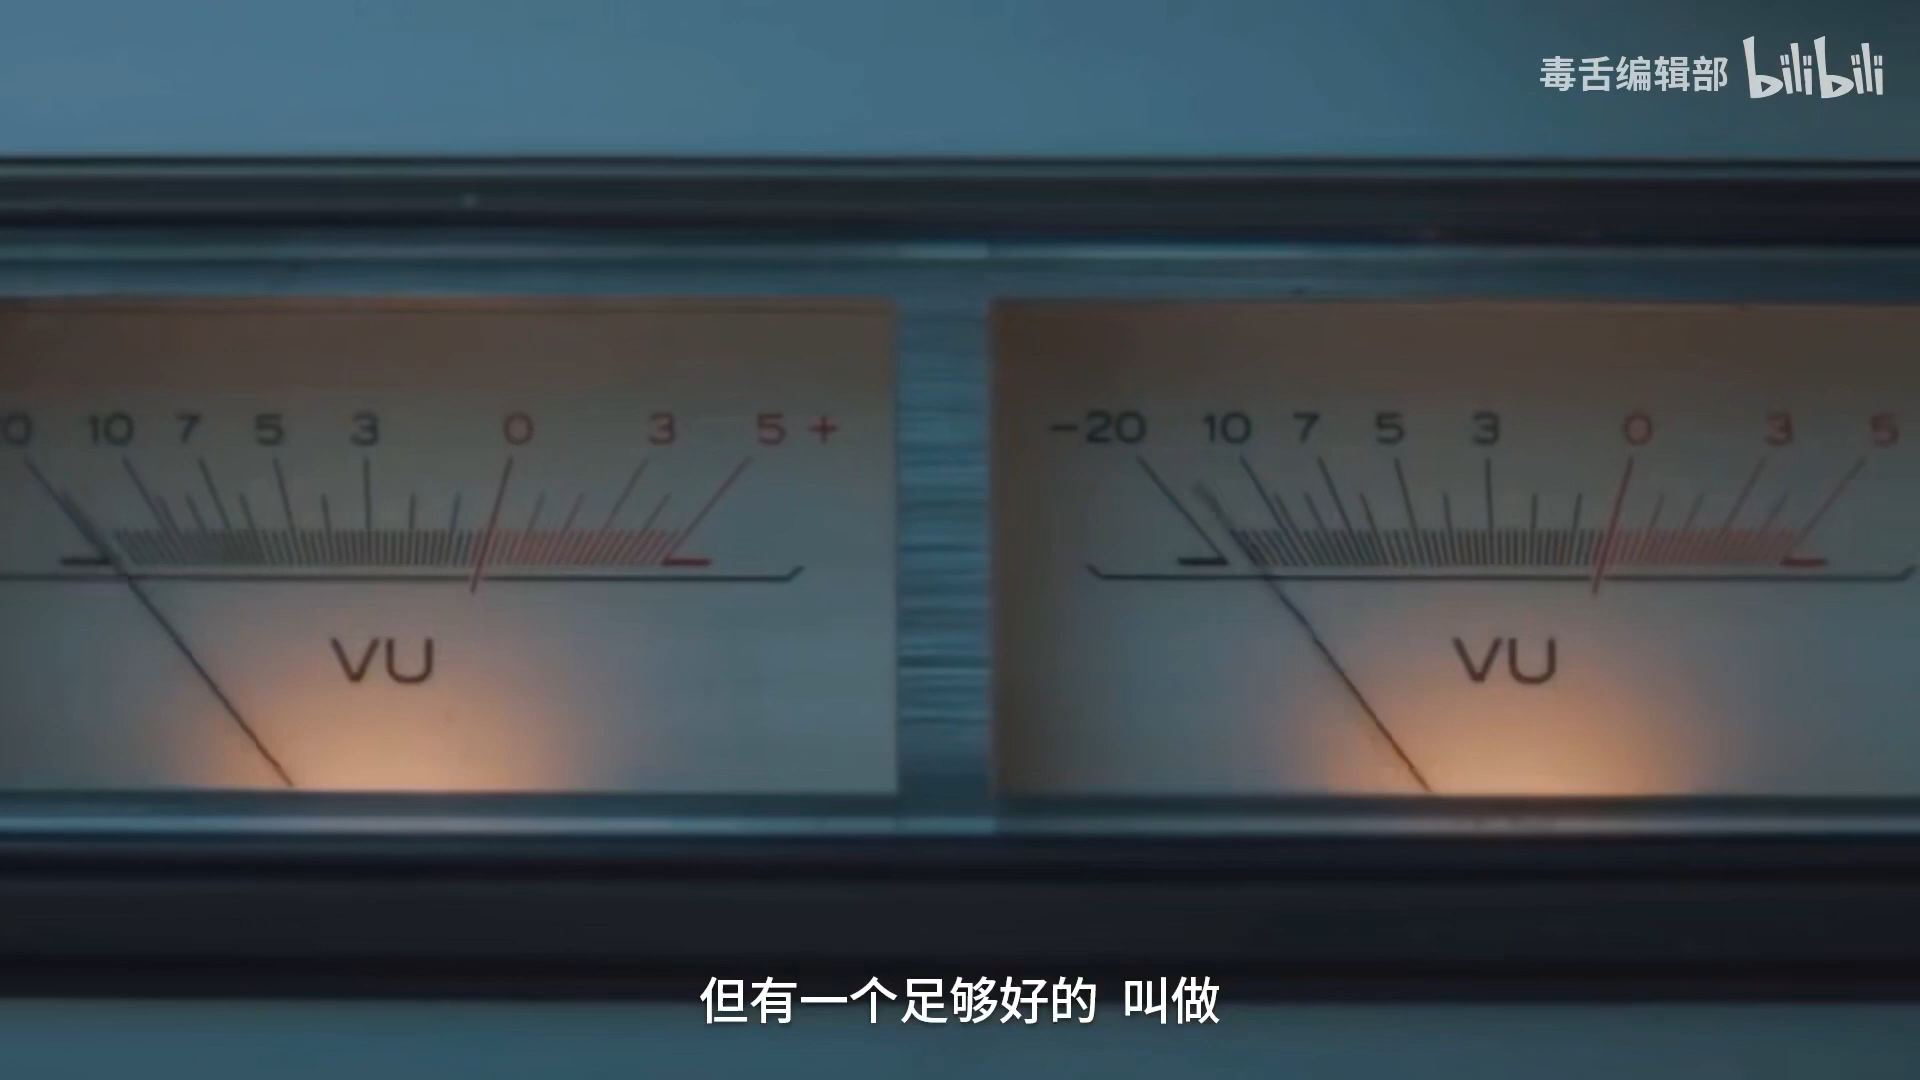 毒舌编辑部 bilibili
0 10 7 5 3 0 3 5 +
-20 10 7 5 3 0 3 5
VU
VU
但有一个足够好的 叫做